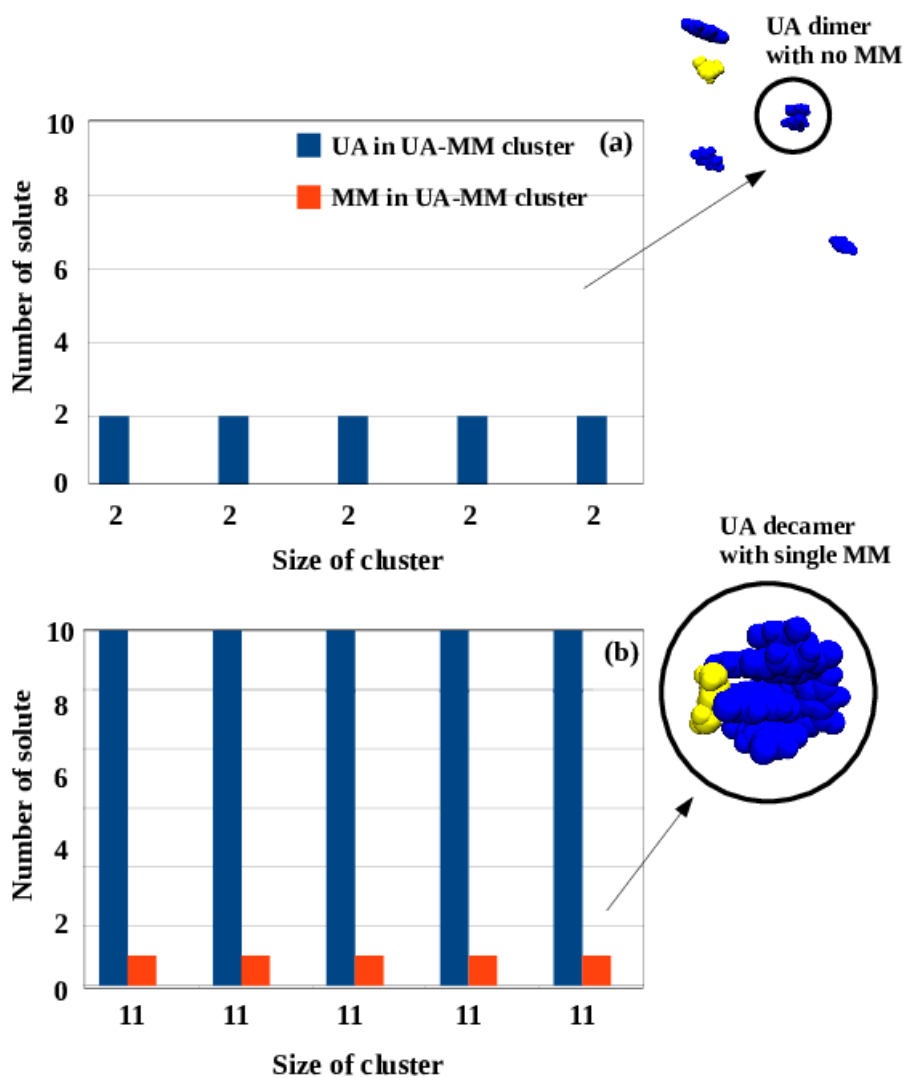 UA dimer
with no MM
(a)
UA in UA-MM cluster
MM in UA-MM cluster
Number of solute
10
8
6
4
2
0
2 2 2 2 2
Size of cluster
UA decamer
with single MM
(b)
Number of solute
10
8
6
4
2
0
11 11 11 11 11
Size of cluster